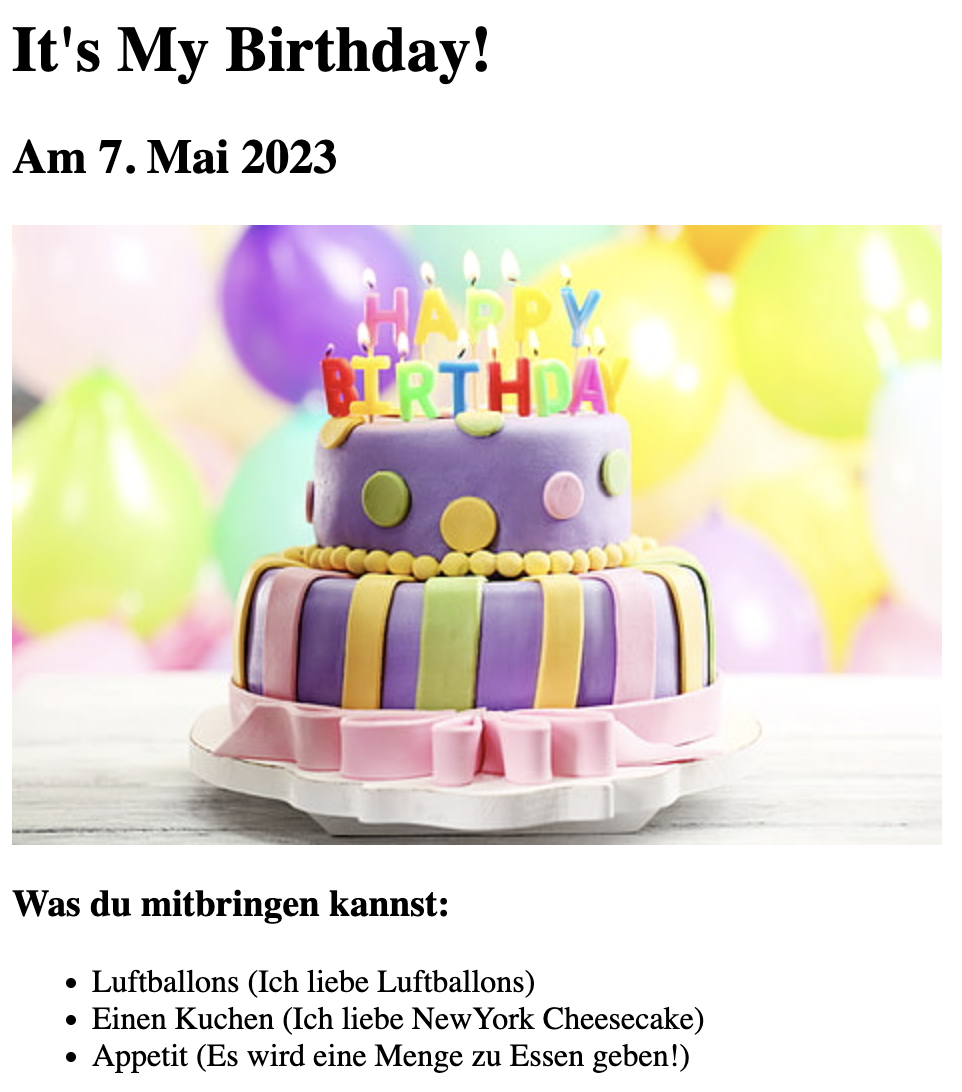 It's My Birthday!
Am 7. Mai 2023
HAPPY
BIRTHDAY
Was du mitbringen kannst:
Luftballons (Ich liebe Luftballons)
Einen Kuchen (Ich liebe NewYork Cheesecake)
Appetit (Es wird eine Menge zu Essen geben!)